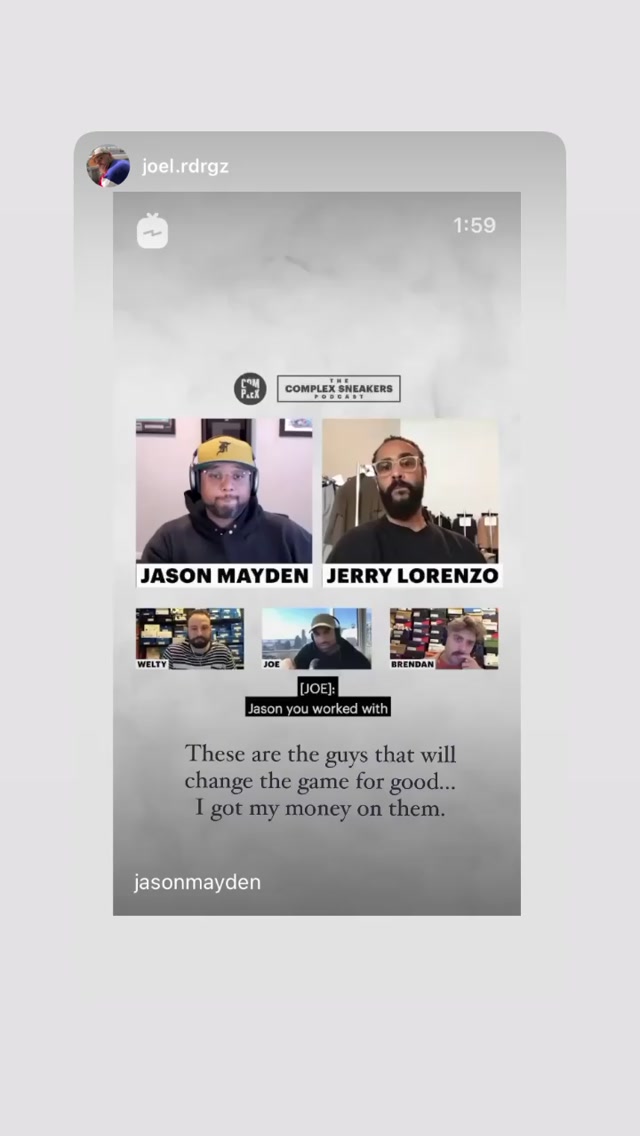 joel.rdrgz
1:59
COM
PLEX
THE
COMPLEX SNEAKERS
PODCAST
JASON MAYDEN
JERRY LORENZO
WELTY
JOE
BRENDAN
[JOE]:
Jason you worked with
These are the guys that will
change the game for good...
I got my money on them.
jasonmayden